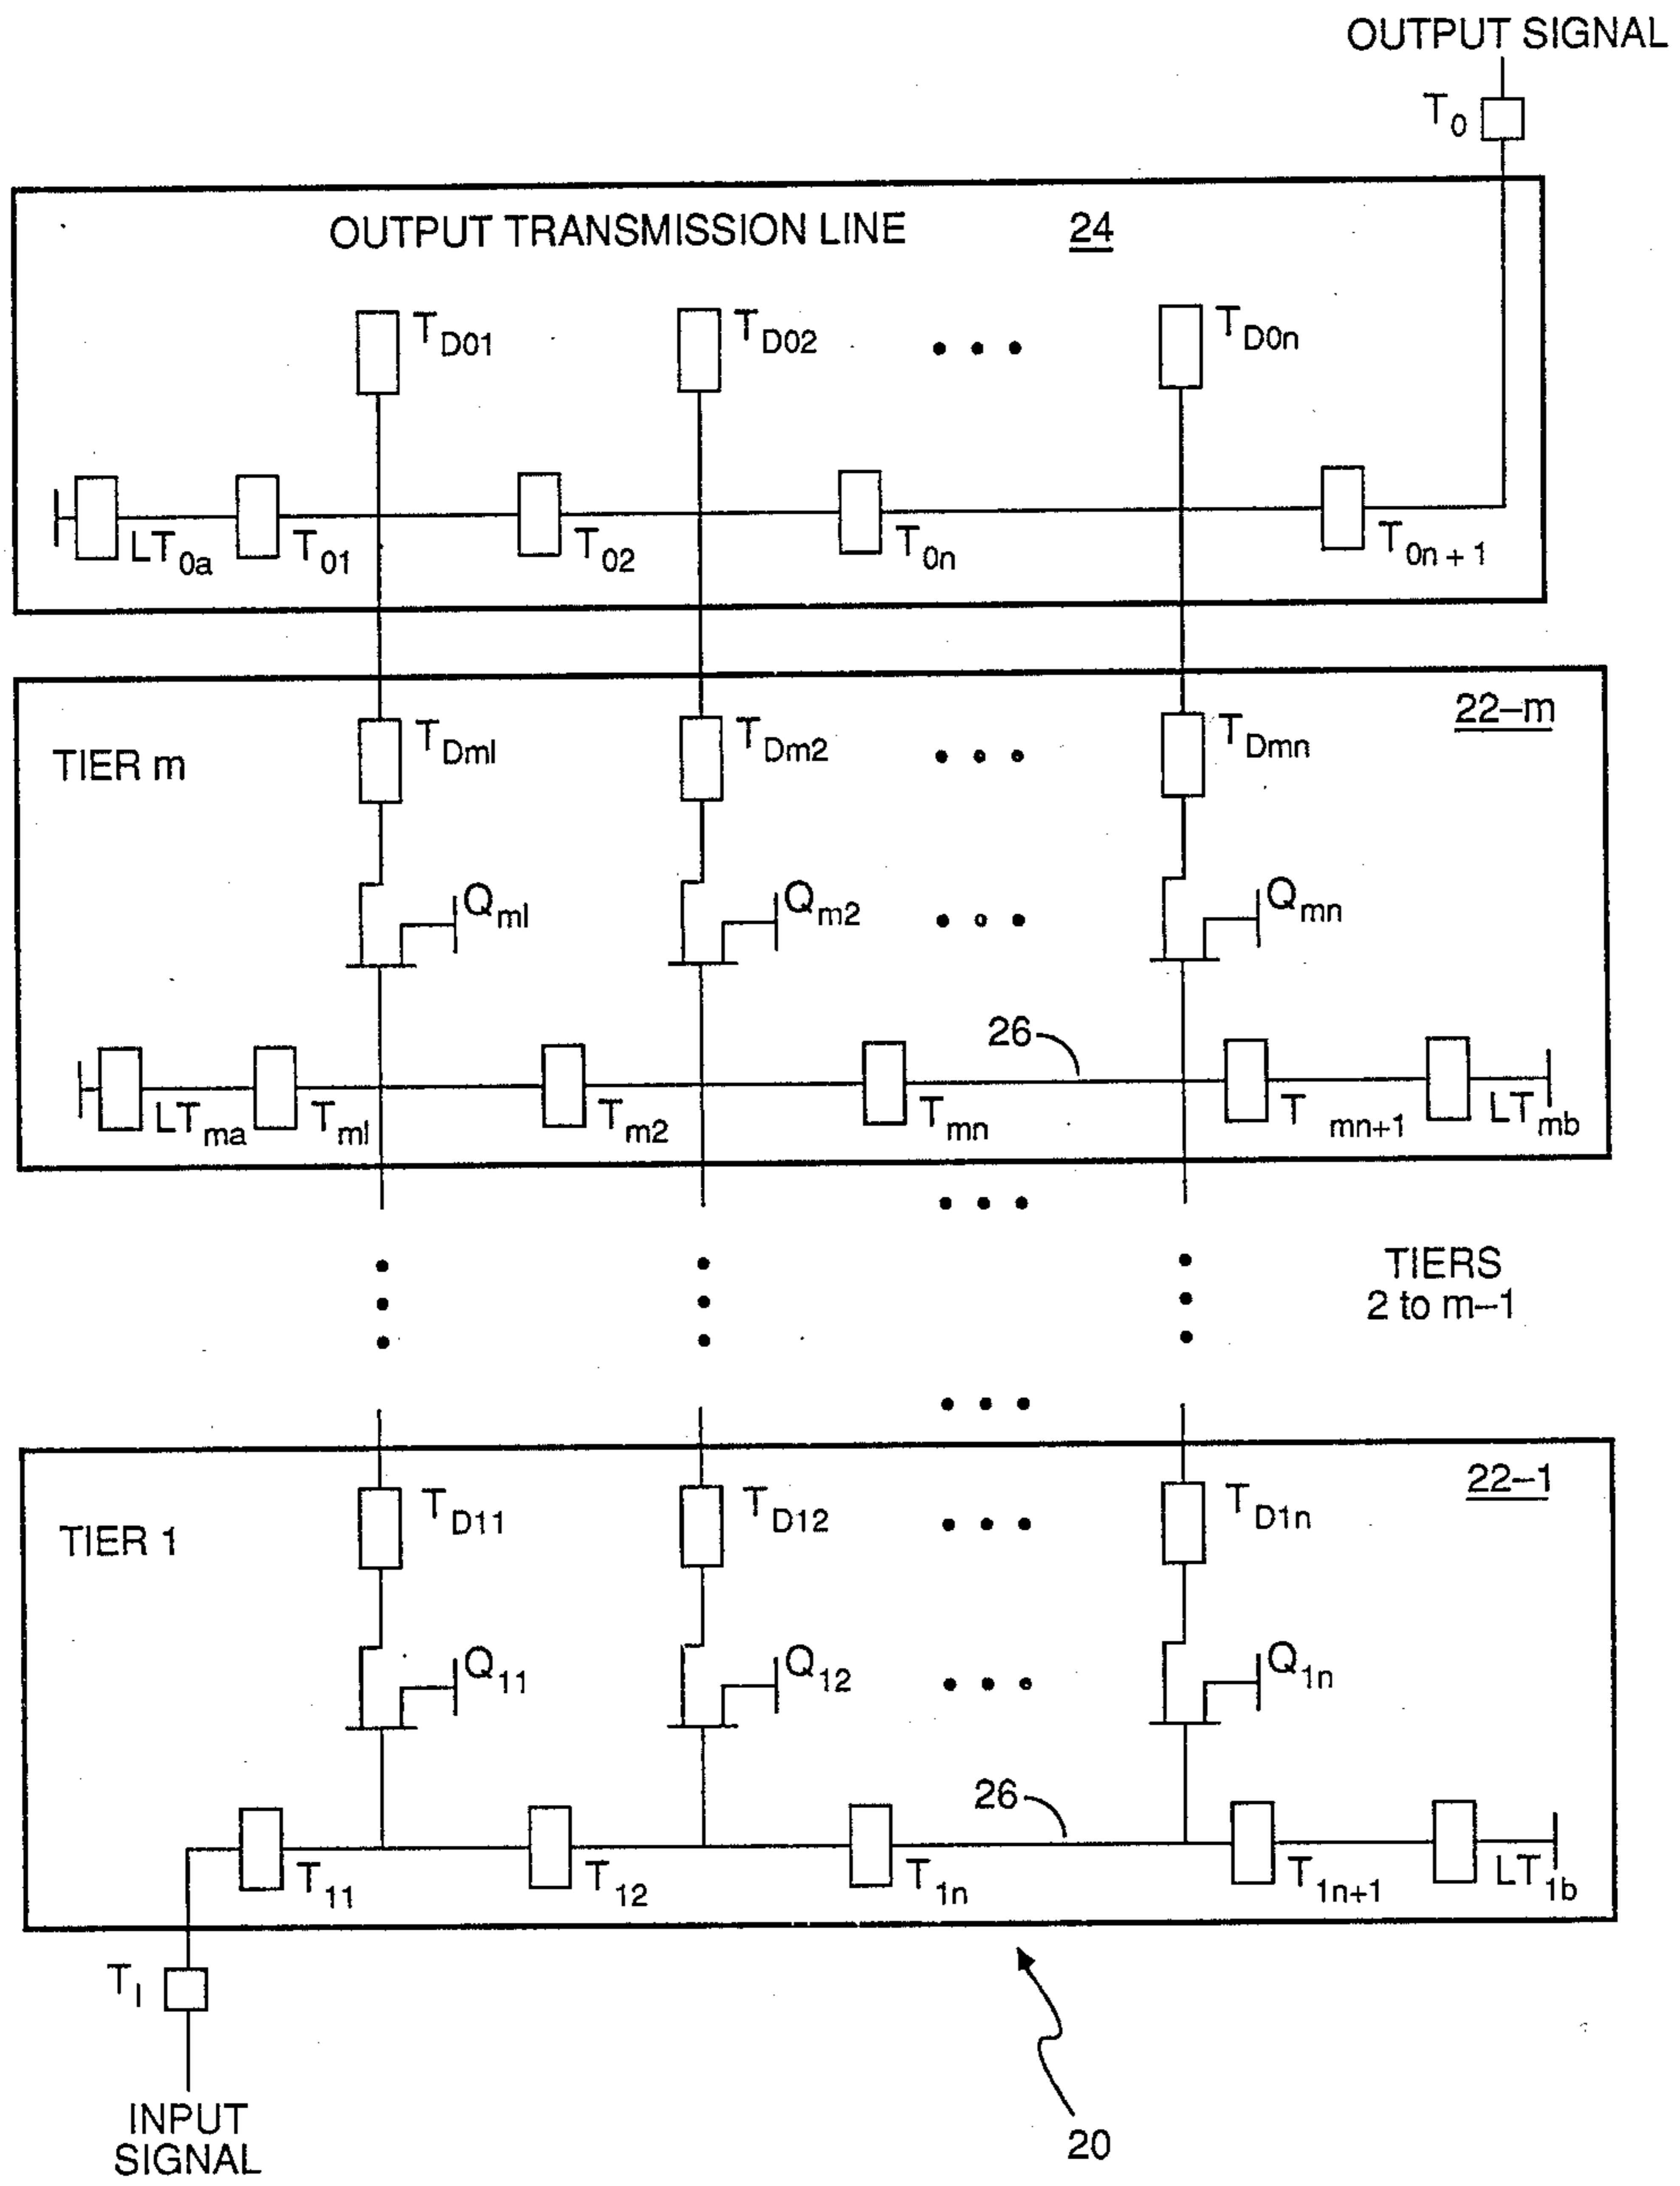 OUTPUT SIGNAL
T0
OUTPUT TRANSMISSION LINE 24
TD01 TD02 TD0n
LT0a T01 T02 T0n T0n+1
22-m
TIER m
TDml TDm2 TDmn
Qml Qm2 Qmn
26
LTma Tml Tm2 Tmn Tmn+1 LTmb
TIERS
2 to m-1
22-1
TIER 1
TD11 TD12 TD1n
Q11 Q12 Q1n
26
T11 T12 T1n T1n+1 LT1b
TI
20
INPUT
SIGNAL